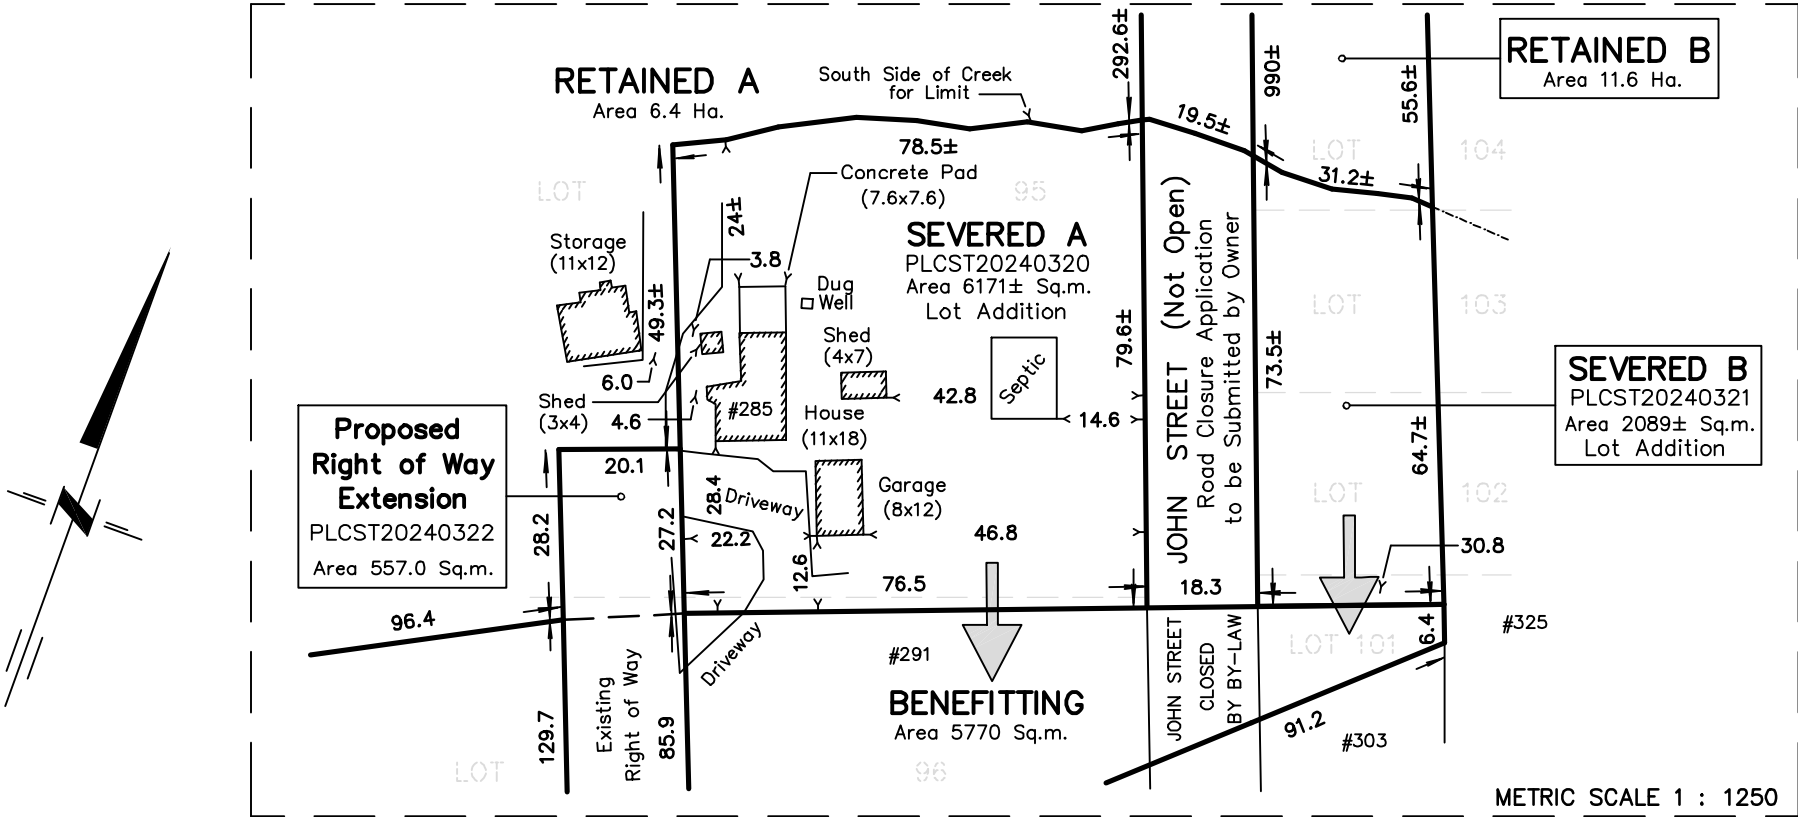 RETAINED A
Area 6.4 Ha.
South Side of Creek
for Limit
292.6±
990±
55.6±
RETAINED B
Area 11.6 Ha.
19.5±
78.5±
31.2±
LOT
95
LOT
104
Concrete Pad
(7.6x7.6)
24±
Storage
(11x12)
3.8
SEVERED A
PLCST20240320
Area 6171± Sq.m.
Lot Addition
Dug
Well
49.3±
JOHN STREET (Not Open)
Road Closure Application
to be Submitted by Owner
LOT
103
79.6±
73.5±
Shed
(4x7)
Septic
6.0
42.8
14.6
SEVERED B
PLCST20240321
Area 2089± Sq.m.
Lot Addition
Shed
(3x4)
4.6
#285
House
(11x18)
64.7±
Proposed
Right of Way
Extension
PLCST20240322
Area 557.0 Sq.m.
20.1
28.4
Driveway
Garage
(8x12)
LOT
102
28.2
27.2
22.2
12.6
46.8
30.8
76.5
18.3
96.4
Driveway
#291
BENEFITTING
Area 5770 Sq.m.
JOHN STREET
CLOSED
BY BY-LAW
LOT 101
6.4
#325
129.7
Existing
Right of Way
85.9
91.2
#303
LOT
96
METRIC SCALE 1 : 1250